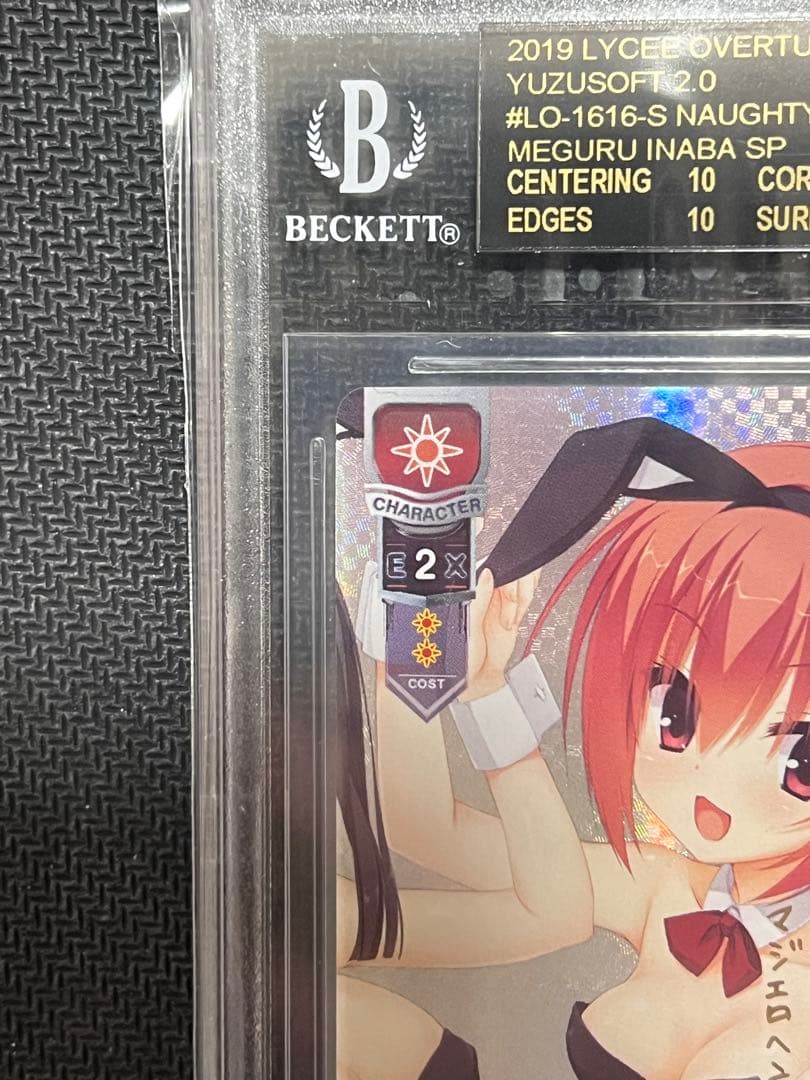 2019 LYCEE OVERTU
YUZUSOFT 2.0
#LO-1616-S NAUGHTY
MEGURU INABA SP
CENTERING 10 COR
EDGES 10 SUR
B
BECKETT®
CHARACTER
E 2 X
COST
マジエロく